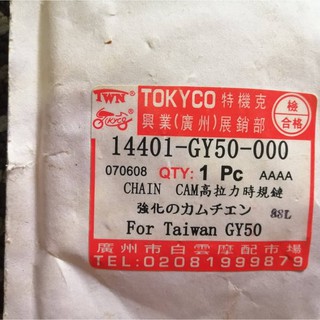 TWN
TOKYCO 特機克
興業(廣州)展銷部
檢
合格
14401-GY50-000
070608 QTY: 1 Pc AAAA
CHAIN CAM高拉力時規鏈
強化のカムチエン 88L
For Taiwan GY50
廣州市白雲摩配市場
TEL: 02081999879